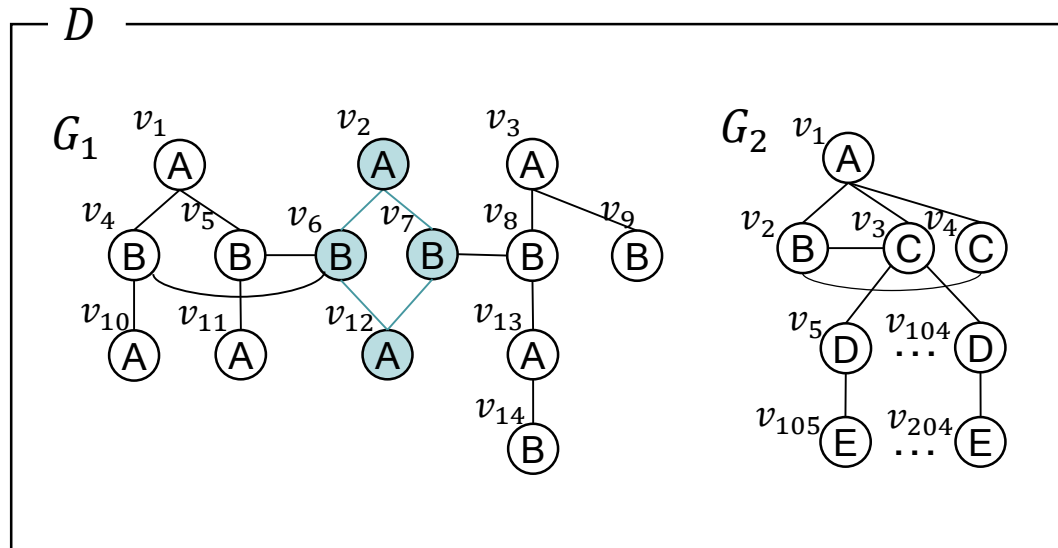 D
G₁ v₁ v₂ v₃ G₂ v₁
A A A A
v₄ v₅ v₆ v₇ v₈ v₉ v₂ v₃ v₄
B B B B B B B C C
v₁₀ v₁₁ v₁₂ v₁₃ v₅ v₁₀₄
A A A A D ... D
v₁₄ v₁₀₅ v₂₀₄
B E ... E